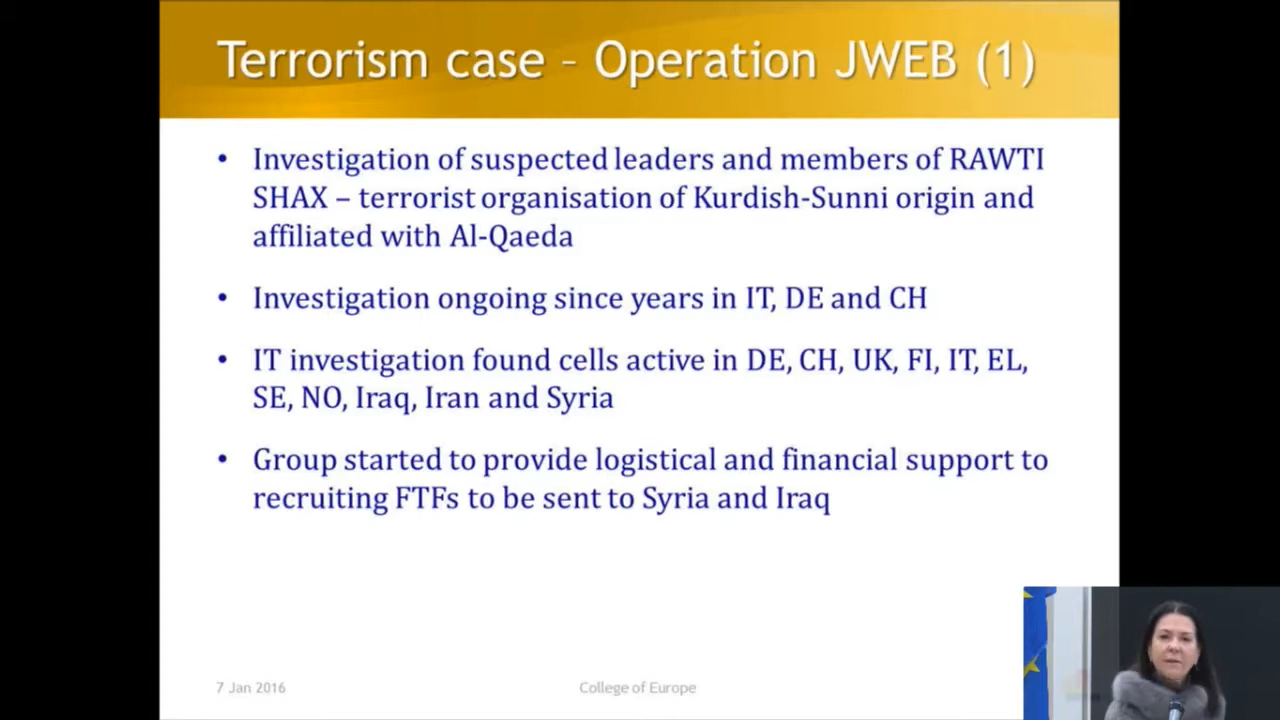 Terrorism case – Operation JWEB (1)
• Investigation of suspected leaders and members of RAWTI
SHAX – terrorist organisation of Kurdish-Sunni origin and
affiliated with Al-Qaeda
• Investigation ongoing since years in IT, DE and CH
• IT investigation found cells active in DE, CH, UK, FI, IT, EL,
SE, NO, Iraq, Iran and Syria
• Group started to provide logistical and financial support to
recruiting FTFs to be sent to Syria and Iraq
7 Jan 2016
College of Europe